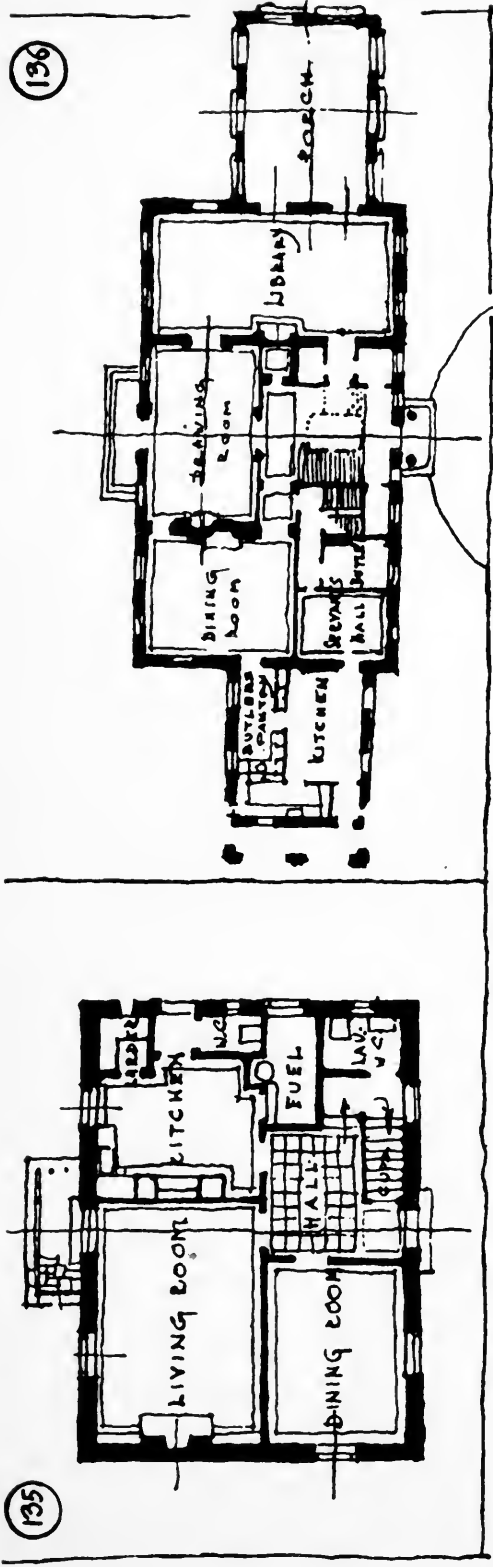 135
LARDER
KITCHEN
W.C.
LIVING ROOM
FUEL
HALL
LAV.
W.C.
CUPD
DINING ROOM
136
PORCH
LIBRARY
DRAWING
ROOM
DINING
ROOM
BUTLERS
PANTRY
KITCHEN
SERVANTS
HALL